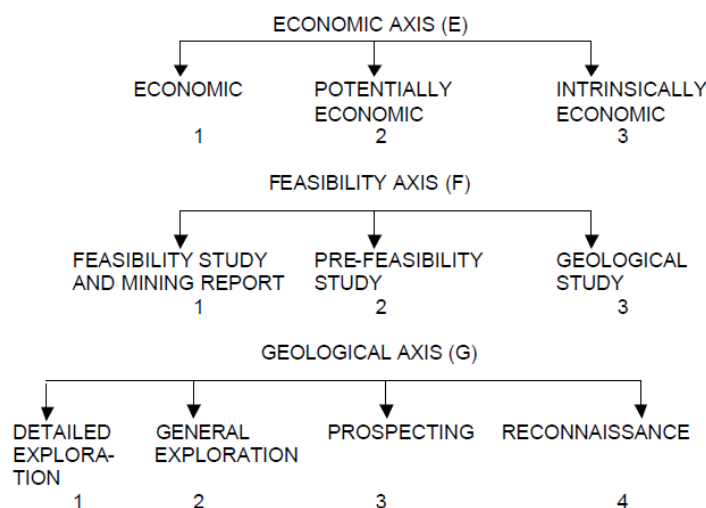 ECONOMIC AXIS (E)
ECONOMIC POTENTIALLY INTRINSICALLY
ECONOMIC ECONOMIC
1 2 3
FEASIBILITY AXIS (F)
FEASIBILITY STUDY PRE-FEASIBILITY GEOLOGICAL
AND MINING REPORT STUDY STUDY
1 2 3
GEOLOGICAL AXIS (G)
DETAILED GENERAL PROSPECTING RECONNAISSANCE
EXPLORA- EXPLORATION
TION
1 2 3 4